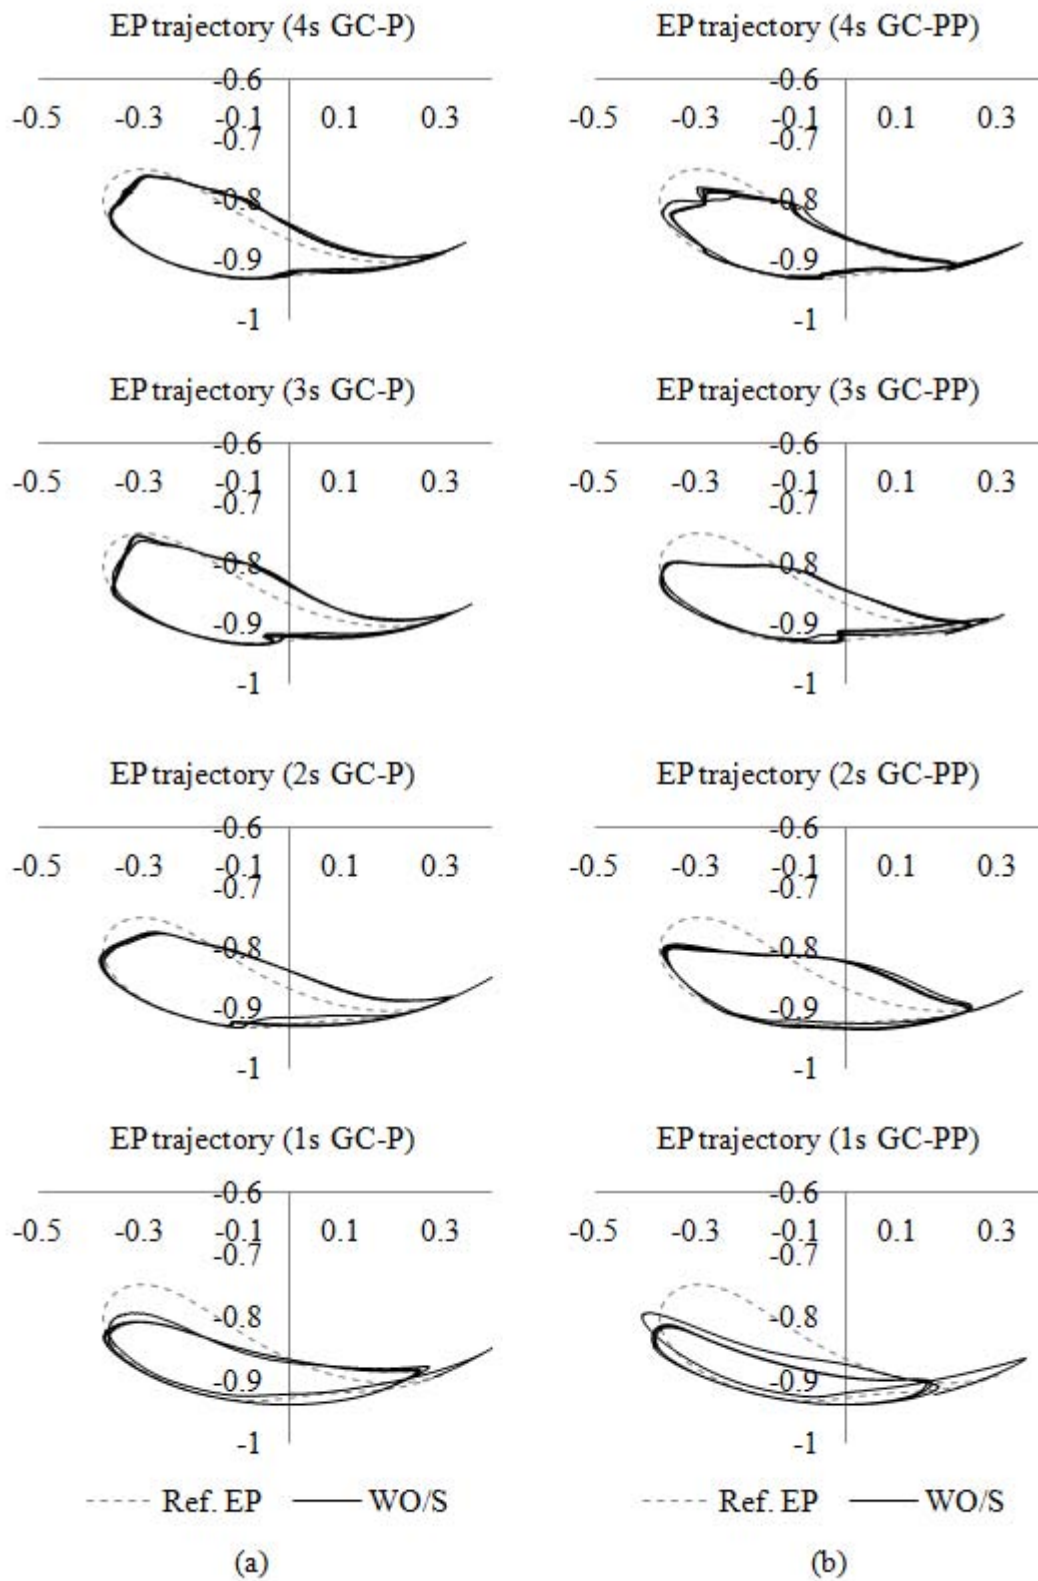 EP trajectory (4s GC-P) EP trajectory (4s GC-PP)
-0.6 -0.6
-0.5 -0.3 -0.1 0.1 0.3 -0.5 -0.3 -0.1 0.1 0.3
-0.7 -0.7
-0.8 -0.8
-0.9 -0.9
-1 -1
EP trajectory (3s GC-P) EP trajectory (3s GC-PP)
-0.6 -0.6
-0.5 -0.3 -0.1 0.1 0.3 -0.5 -0.3 -0.1 0.1 0.3
-0.7 -0.7
-0.8 -0.8
-0.9 -0.9
-1 -1
EP trajectory (2s GC-P) EP trajectory (2s GC-PP)
-0.6 -0.6
-0.5 -0.3 -0.1 0.1 0.3 -0.5 -0.3 -0.1 0.1 0.3
-0.7 -0.7
-0.8 -0.8
-0.9 -0.9
-1 -1
EP trajectory (1s GC-P) EP trajectory (1s GC-PP)
-0.6 -0.6
-0.5 -0.3 -0.1 0.1 0.3 -0.5 -0.3 -0.1 0.1 0.3
-0.7 -0.7
-0.8 -0.8
-0.9 -0.9
-1 -1
Ref. EP WO/S Ref. EP WO/S
(a) (b)